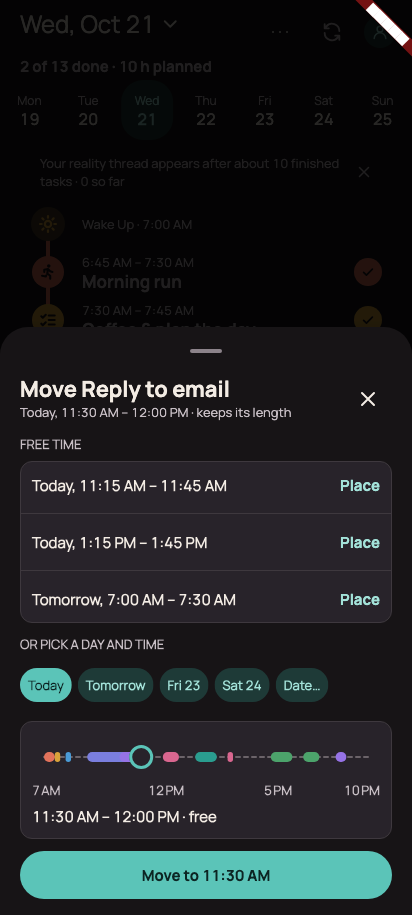 Wed, Oct 21
2 of 13 done · 10 h planned
Mon Tue Wed Thu Fri Sat Sun
19 20 21 22 23 24 25
Your reality thread appears after about 10 finished
tasks · 0 so far
Wake Up · 7:00 AM
6:45 AM – 7:30 AM
Morning run
7:30 AM – 7:45 AM
Coffee & plan the day
Move Reply to email
Today, 11:30 AM – 12:00 PM · keeps its length
FREE TIME
Today, 11:15 AM – 11:45 AM Place
Today, 1:15 PM – 1:45 PM Place
Tomorrow, 7:00 AM – 7:30 AM Place
OR PICK A DAY AND TIME
Today Tomorrow Fri 23 Sat 24 Date...
7 AM 12 PM 5 PM 10 PM
11:30 AM – 12:00 PM · free
Move to 11:30 AM